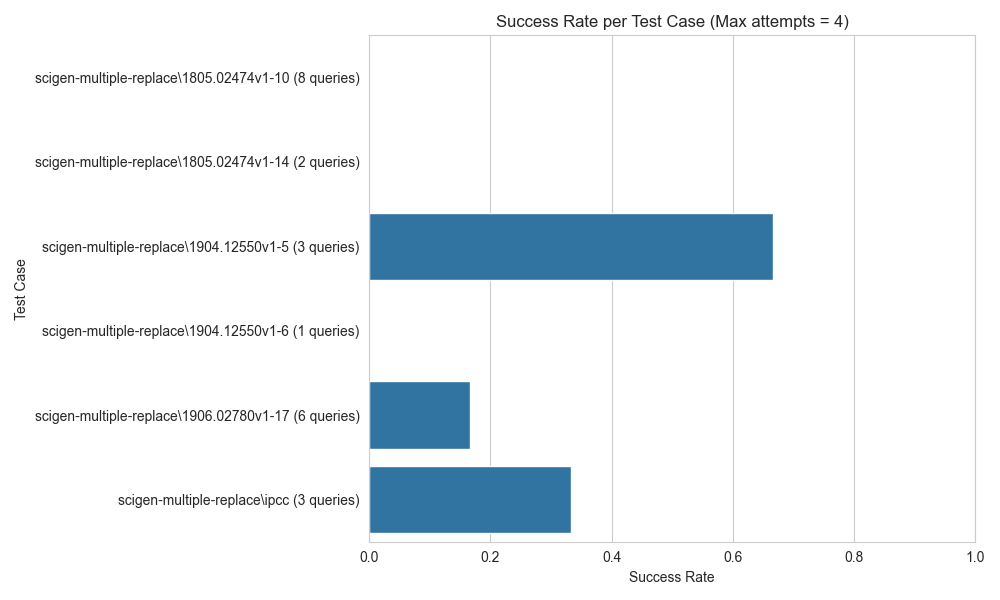 Success Rate per Test Case (Max attempts = 4)
scigen-multiple-replace\1805.02474v1-10 (8 queries)
scigen-multiple-replace\1805.02474v1-14 (2 queries)
scigen-multiple-replace\1904.12550v1-5 (3 queries)
scigen-multiple-replace\1904.12550v1-6 (1 queries)
scigen-multiple-replace\1906.02780v1-17 (6 queries)
scigen-multiple-replace\ipcc (3 queries)
Test Case
0.0 0.2 0.4 0.6 0.8 1.0
Success Rate